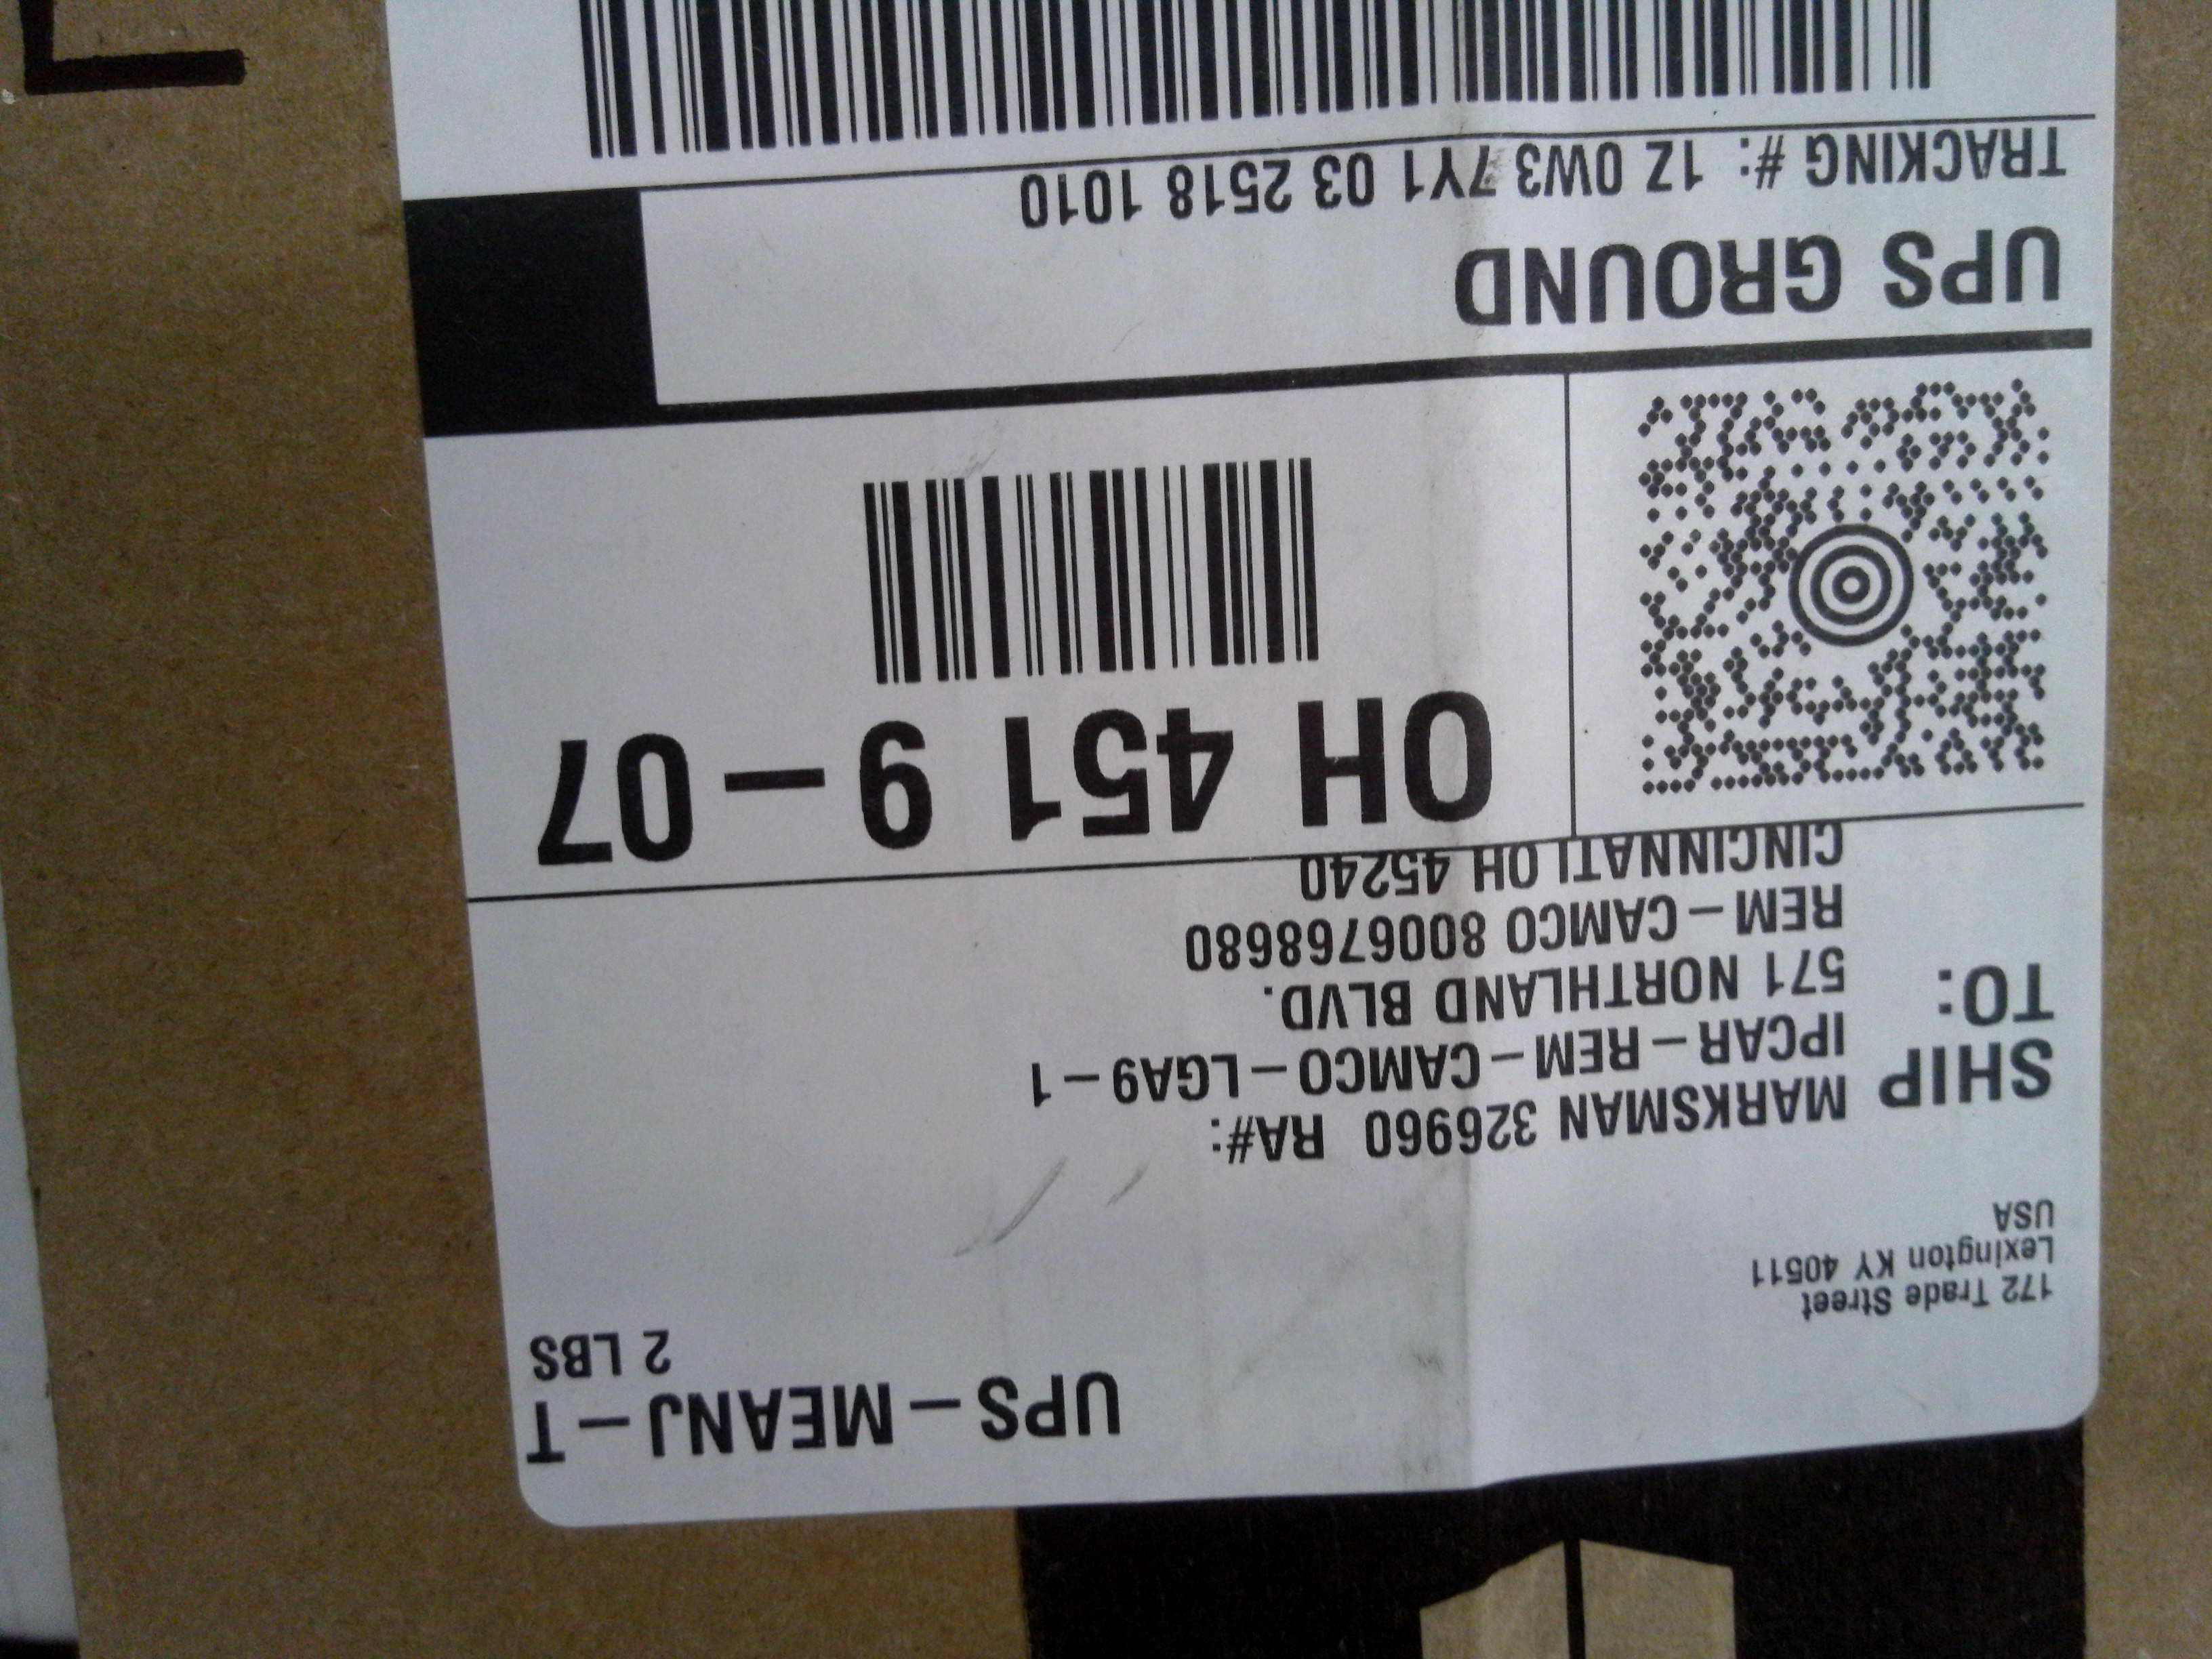 UPS-MEANJ-T
2 LBS
172 Trade Street
Lexington KY 40511
USA
SHIP TO:
MARKSMAN 326960 RA#:
IPCAR-REM-CAMCO-LGA9-1
571 NORTHLAND BLVD.
REM-CAMCO 8006768680
CINCINNATI OH 45240
OH 451 9-07
UPS GROUND
TRACKING #: 1Z 0W3 7Y1 03 2518 1010